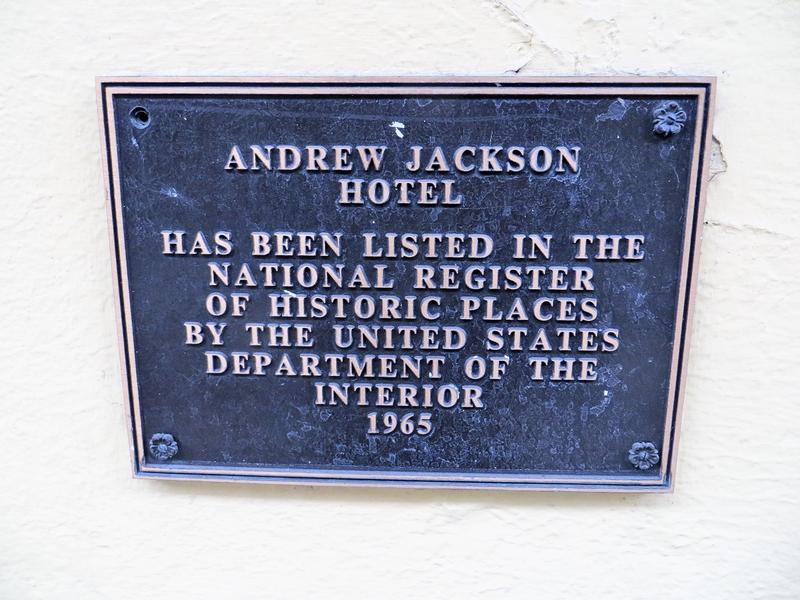 ANDREW JACKSON
HOTEL
HAS BEEN LISTED IN THE
NATIONAL REGISTER
OF HISTORIC PLACES
BY THE UNITED STATES
DEPARTMENT OF THE
INTERIOR
1965